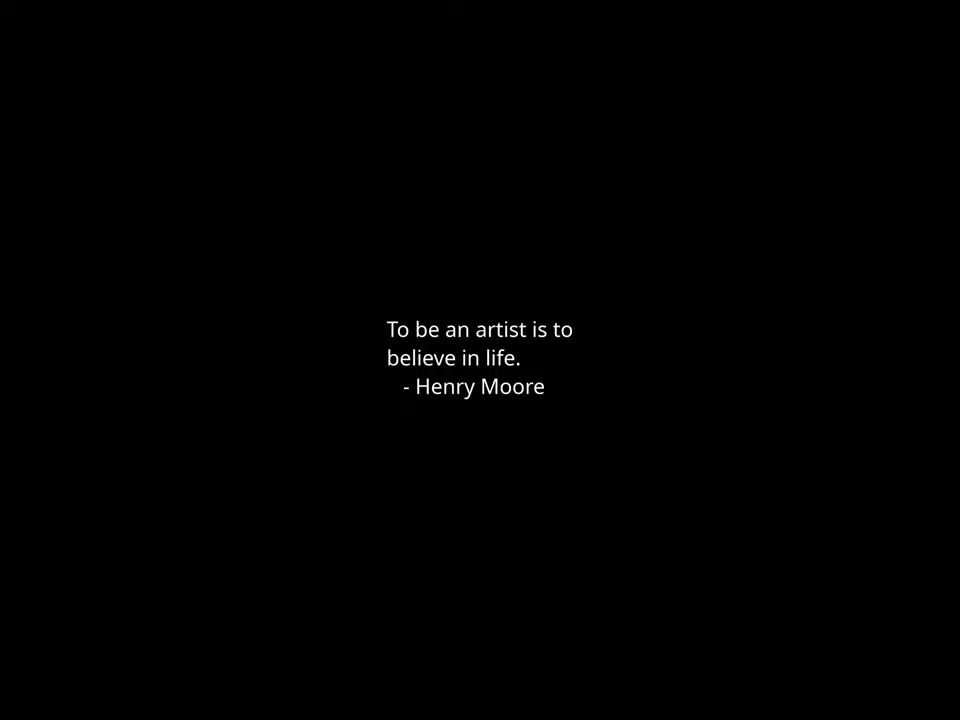 To be an artist is to
believe in life.
- Henry Moore